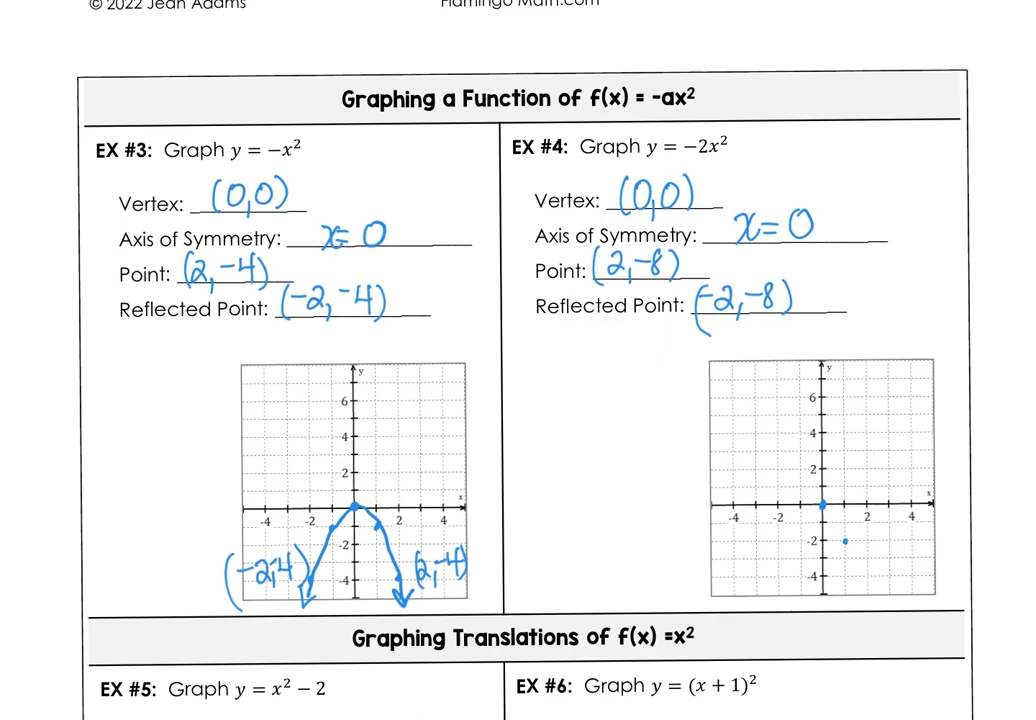 © 2022 Jean Adams
Flamingo Math.com
Graphing a Function of f(x) = -ax²
EX #3: Graph y = −x²
Vertex: (0,0)
Axis of Symmetry: x = 0
Point: (2, -4)
Reflected Point: (-2, -4)
y
6
4
2
x
-4 -2 2 4
-2
-4
(-2,-4)
(2,-4)
EX #4: Graph y = −2x²
Vertex: (0,0)
Axis of Symmetry: x = 0
Point: (2, -8)
Reflected Point: (-2, -8)
y
6
4
2
x
-4 -2 2 4
-2
-4
Graphing Translations of f(x) =x²
EX #5: Graph y = x² − 2
EX #6: Graph y = (x + 1)²